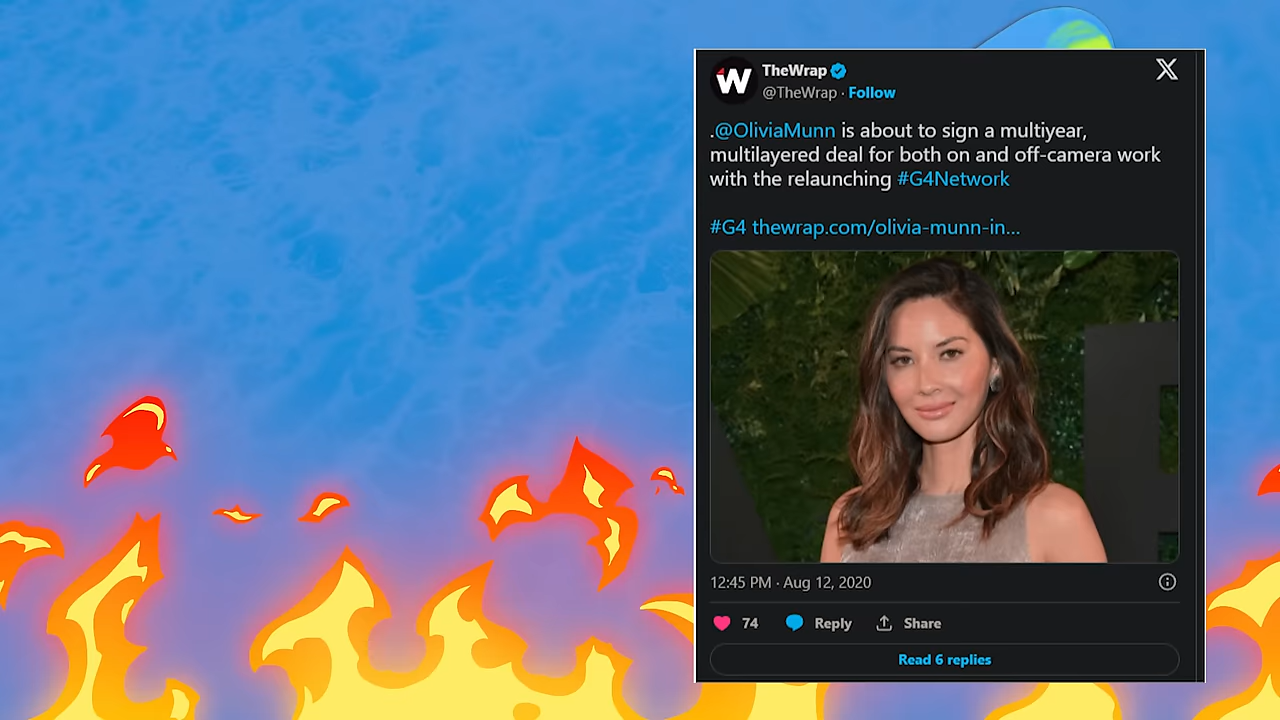 W
TheWrap
@TheWrap · Follow
X
.@OliviaMunn is about to sign a multiyear,
multilayered deal for both on and off-camera work
with the relaunching #G4Network
#G4 thewrap.com/olivia-munn-in...
12:45 PM · Aug 12, 2020
74 Reply Share
Read 6 replies